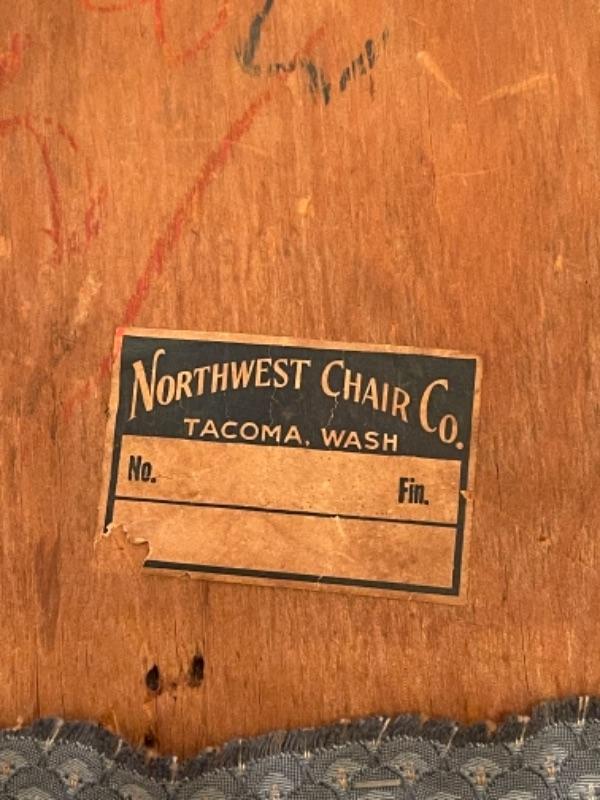 NORTHWEST CHAIR CO.
TACOMA, WASH
No. Fin.